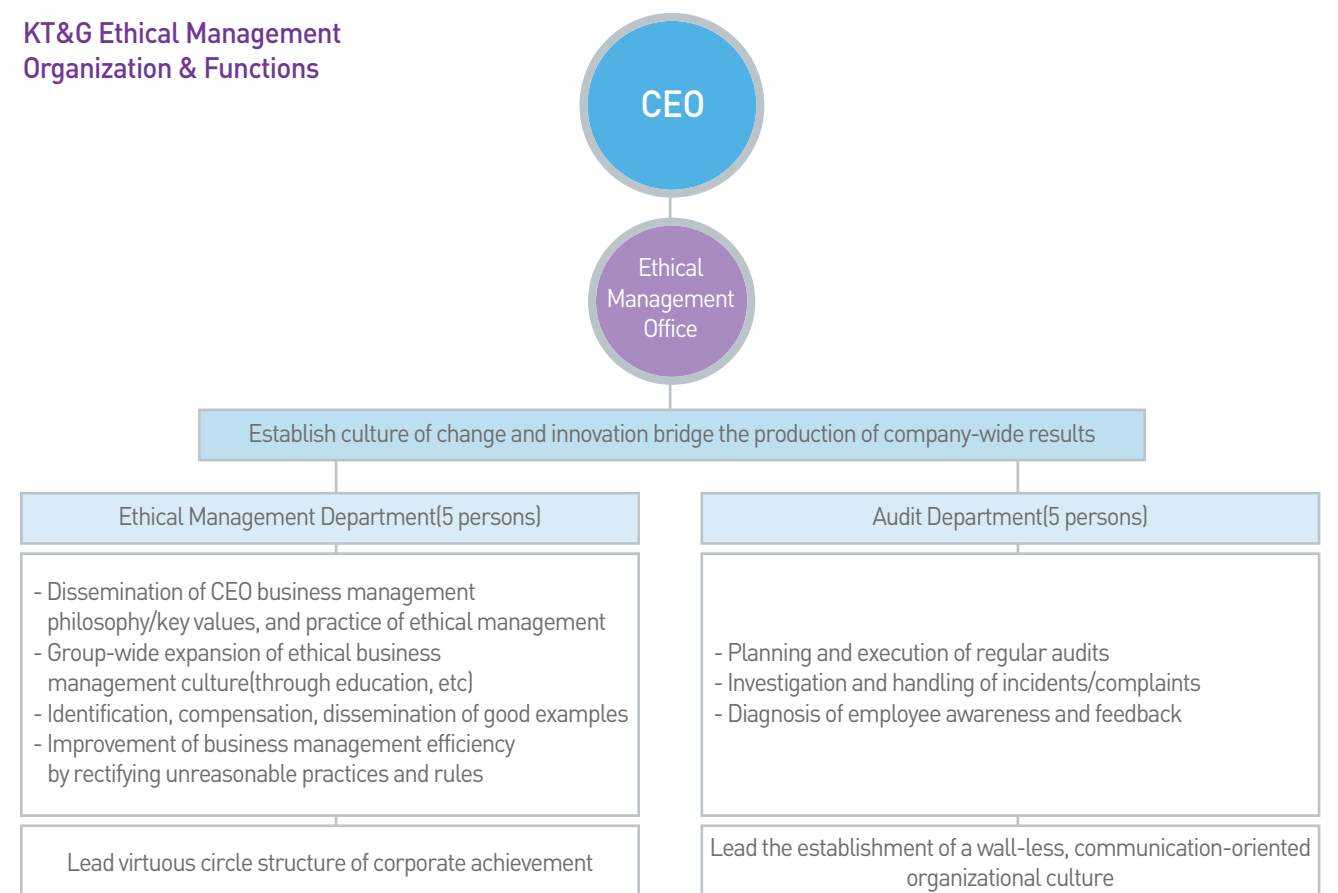 KT&G Ethical Management
Organization & Functions
CEO
Ethical
Management
Office
Establish culture of change and innovation bridge the production of company-wide results
Ethical Management Department(5 persons)
- Dissemination of CEO business management
philosophy/key values, and practice of ethical management
- Group-wide expansion of ethical business
management culture(through education, etc)
- Identification, compensation, dissemination of good examples
- Improvement of business management efficiency
by rectifying unreasonable practices and rules
Lead virtuous circle structure of corporate achievement
Audit Department(5 persons)
- Planning and execution of regular audits
- Investigation and handling of incidents/complaints
- Diagnosis of employee awareness and feedback
Lead the establishment of a wall-less, communication-oriented
organizational culture